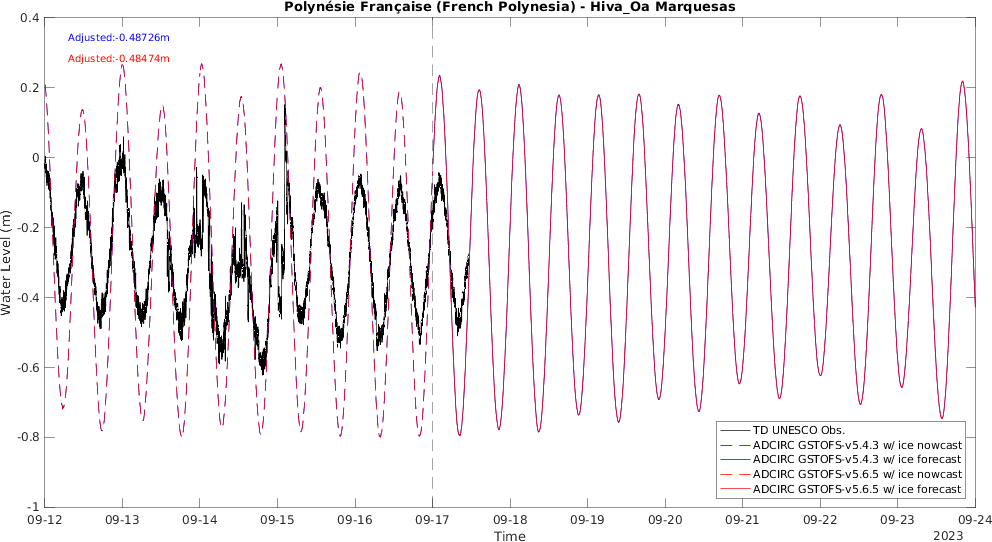 Polynésie Française (French Polynesia) - Hiva_Oa Marquesas
Adjusted:-0.48726m
Adjusted:-0.48474m
0.4
0.2
0
-0.2
-0.4
-0.6
-0.8
-1
Water Level (m)
TD UNESCO Obs.
ADCIRC GSTOFS-v5.4.3 w/ ice nowcast
ADCIRC GSTOFS-v5.4.3 w/ ice forecast
ADCIRC GSTOFS-v5.6.5 w/ ice nowcast
ADCIRC GSTOFS-v5.6.5 w/ ice forecast
09-12 09-13 09-14 09-15 09-16 09-17 09-18 09-19 09-20 09-21 09-22 09-23 09-24
Time
2023